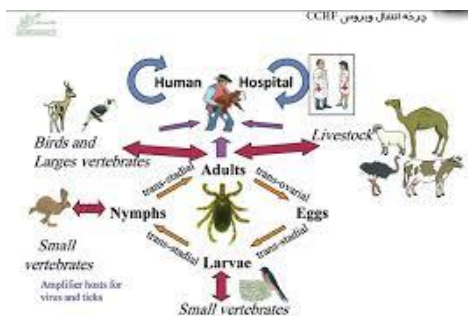 چرخه انتقال ویروس CCHF
Human Hospital
Birds and
Larges vertebrates
Livestock
Adults
trans-stadial
trans-ovarial
Nymphs
Eggs
trans-stadial
trans-stadial
Small
vertebrates
Larvae
Amplifier hosts for
virus and ticks
Small vertebrates